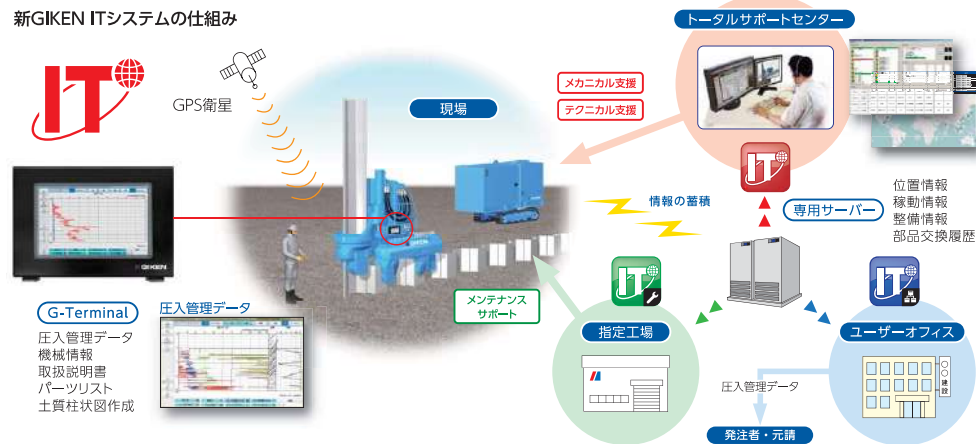 新GIKEN ITシステムの仕組み
IT
GPS衛星
現場
メカニカル支援
テクニカル支援
トータルサポートセンター
IT
位置情報
稼動情報
整備情報
部品交換履歴
専用サーバー
情報の蓄積
GIKEN
G-Terminal
圧入管理データ
機械情報
取扱説明書
パーツリスト
土質柱状図作成
圧入管理データ
メンテナンス
サポート
IT
指定工場
IT
ユーザーオフィス
〇〇建設
圧入管理データ
発注者・元請